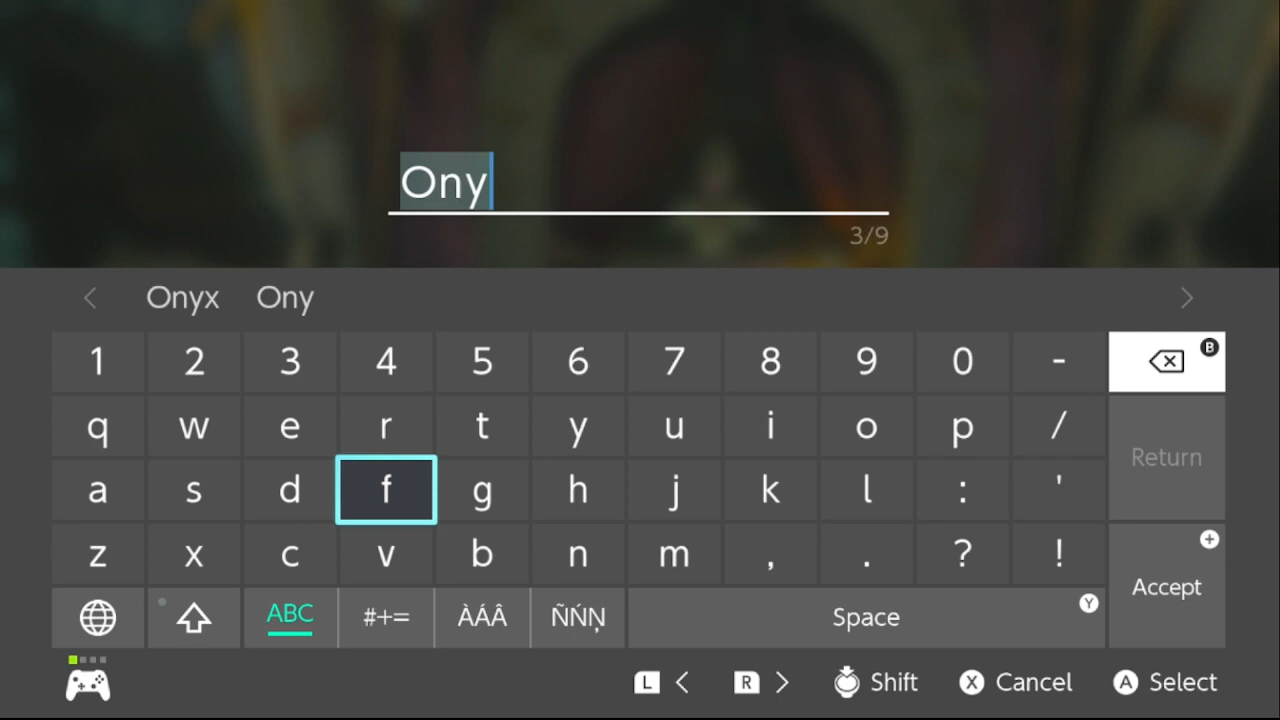 Ony
3/9
Onyx Ony
1 2 3 4 5 6 7 8 9 0 - B
q w e r t y u i o p /
Return
a s d f g h j k l : '
z x c v b n m , . ? ! +
Accept
ABC #+= ÀÁÂ ÑŃŅ Space Y
L < R > Shift X Cancel A Select